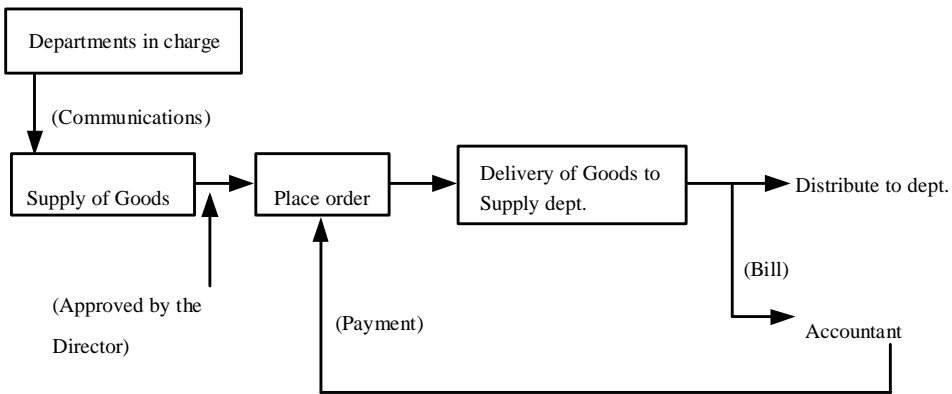 Departments in charge
(Communications)
Supply of Goods
Place order
Delivery of Goods to
Supply dept.
Distribute to dept.
(Bill)
(Approved by the
Director)
(Payment)
Accountant